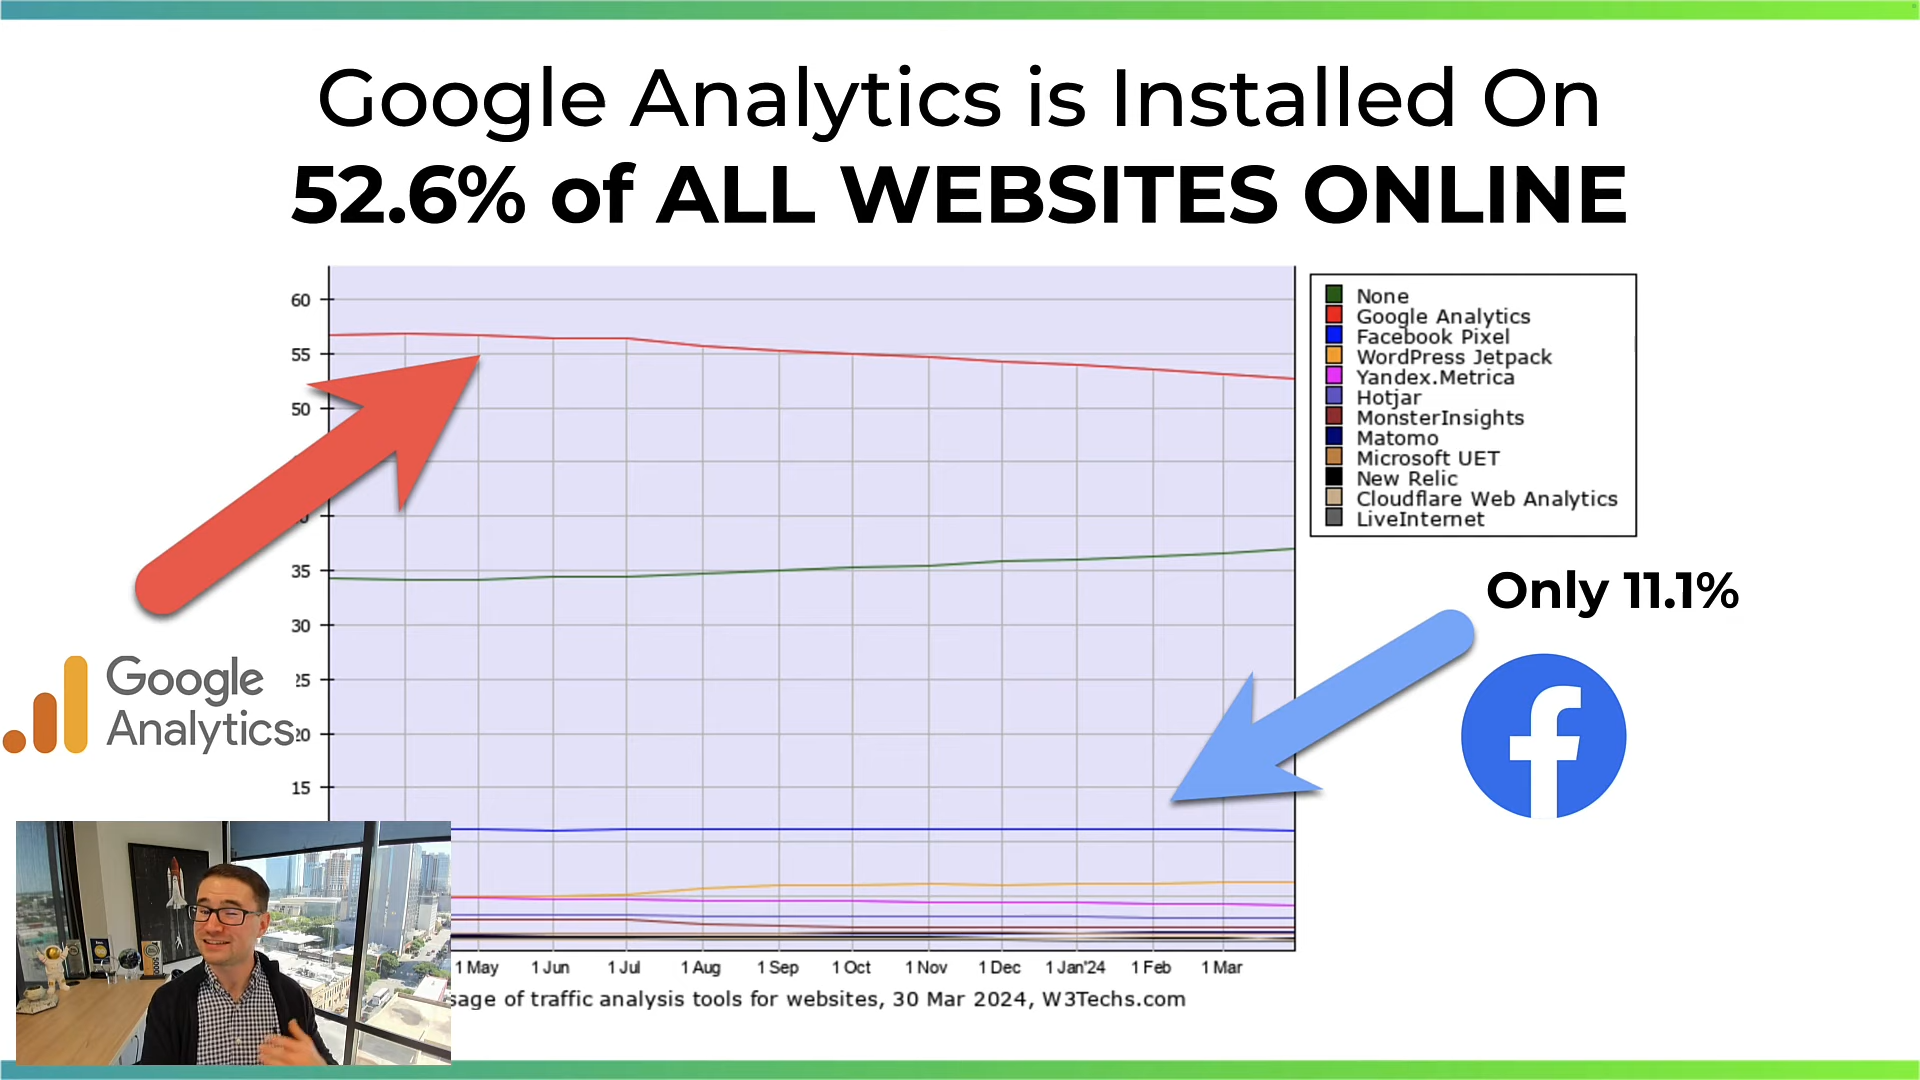 Google Analytics is Installed On
52.6% of ALL WEBSITES ONLINE
60
55
50
35
30
25
20
15
None
Google Analytics
Facebook Pixel
WordPress Jetpack
Yandex.Metrica
Hotjar
MonsterInsights
Matomo
Microsoft UET
New Relic
Cloudflare Web Analytics
LiveInternet
Only 11.1%
Google
Analytics
1 May 1 Jun 1 Jul 1 Aug 1 Sep 1 Oct 1 Nov 1 Dec 1 Jan'24 1 Feb 1 Mar
sage of traffic analysis tools for websites, 30 Mar 2024, W3Techs.com